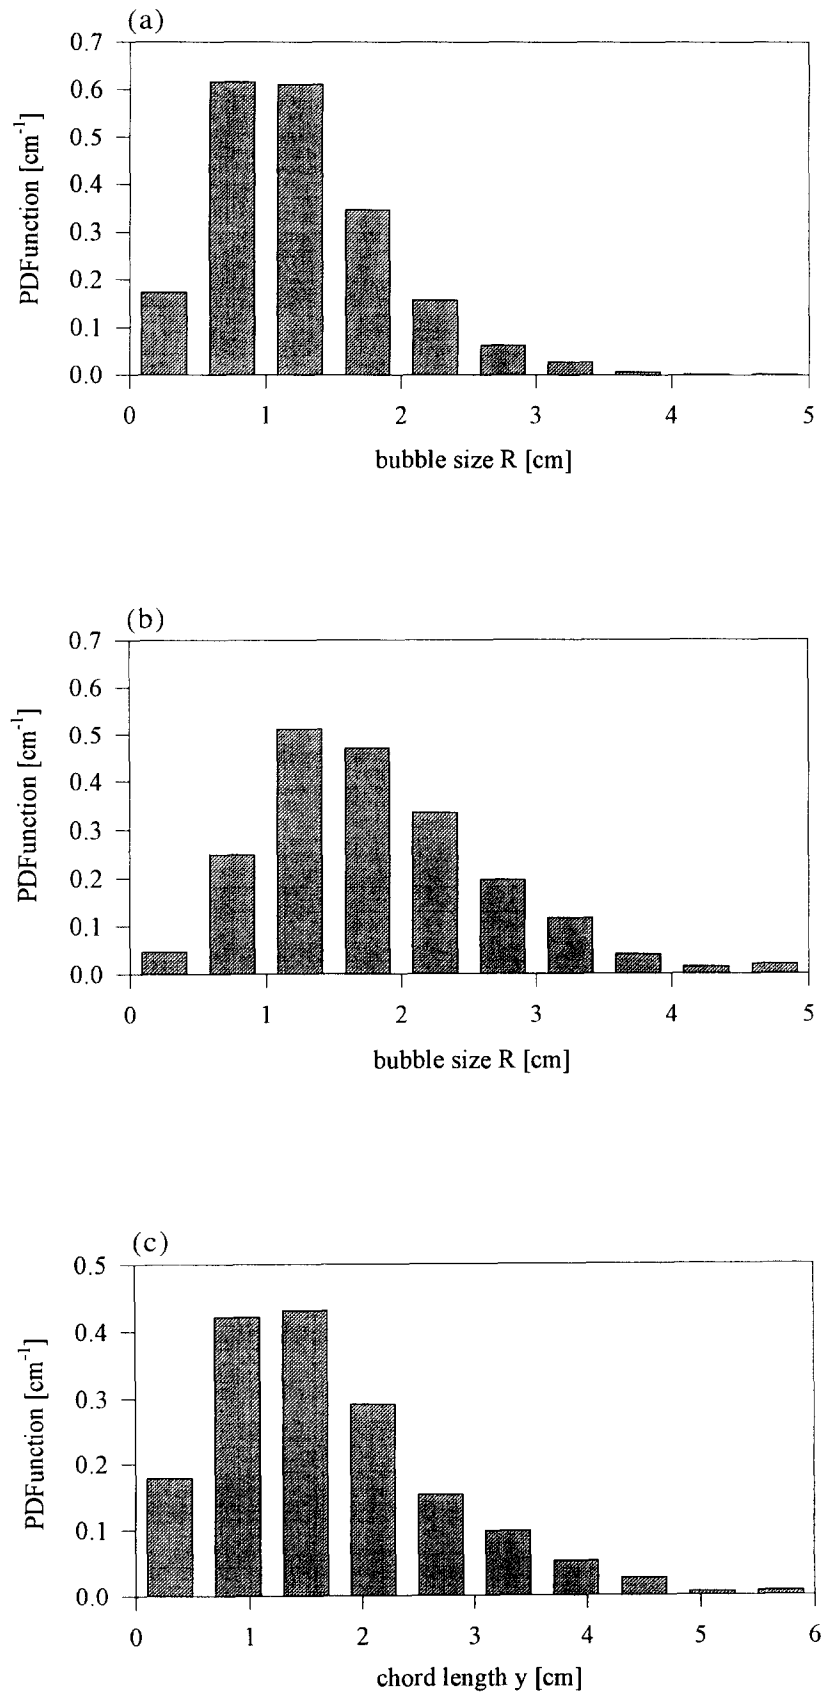 (a)
0.7
0.6
0.5
0.4
0.3
0.2
0.1
0.0
PDFunction [cm⁻¹]
0 1 2 3 4 5
bubble size R [cm]
(b)
0.7
0.6
0.5
0.4
0.3
0.2
0.1
0.0
PDFunction [cm⁻¹]
0 1 2 3 4 5
bubble size R [cm]
(c)
0.5
0.4
0.3
0.2
0.1
0.0
PDFunction [cm⁻¹]
0 1 2 3 4 5 6
chord length y [cm]